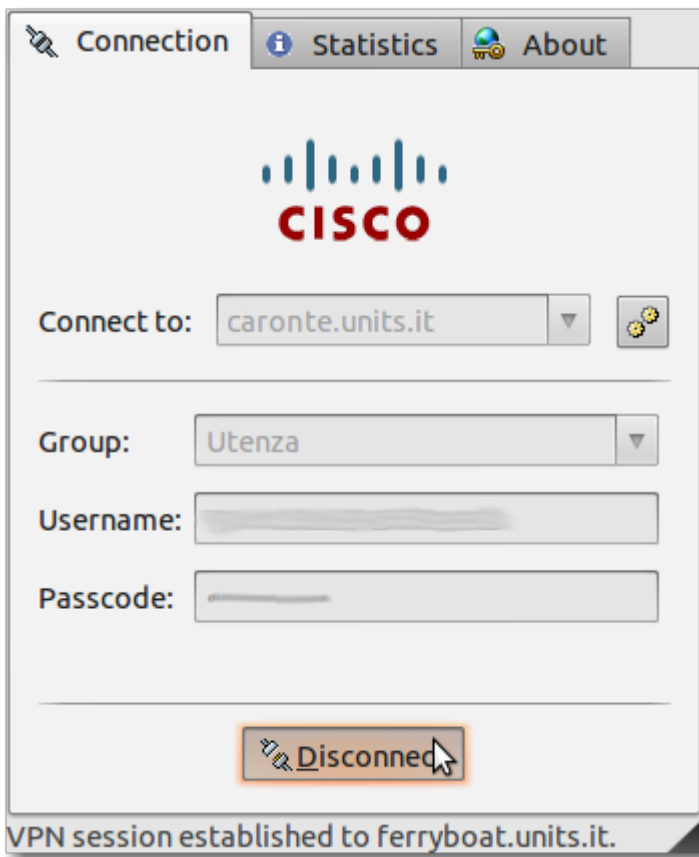 Connection Statistics About
CISCO
Connect to: caronte.units.it
Group: Utenza
Username:
Passcode:
Disconnect
VPN session established to ferryboat.units.it.